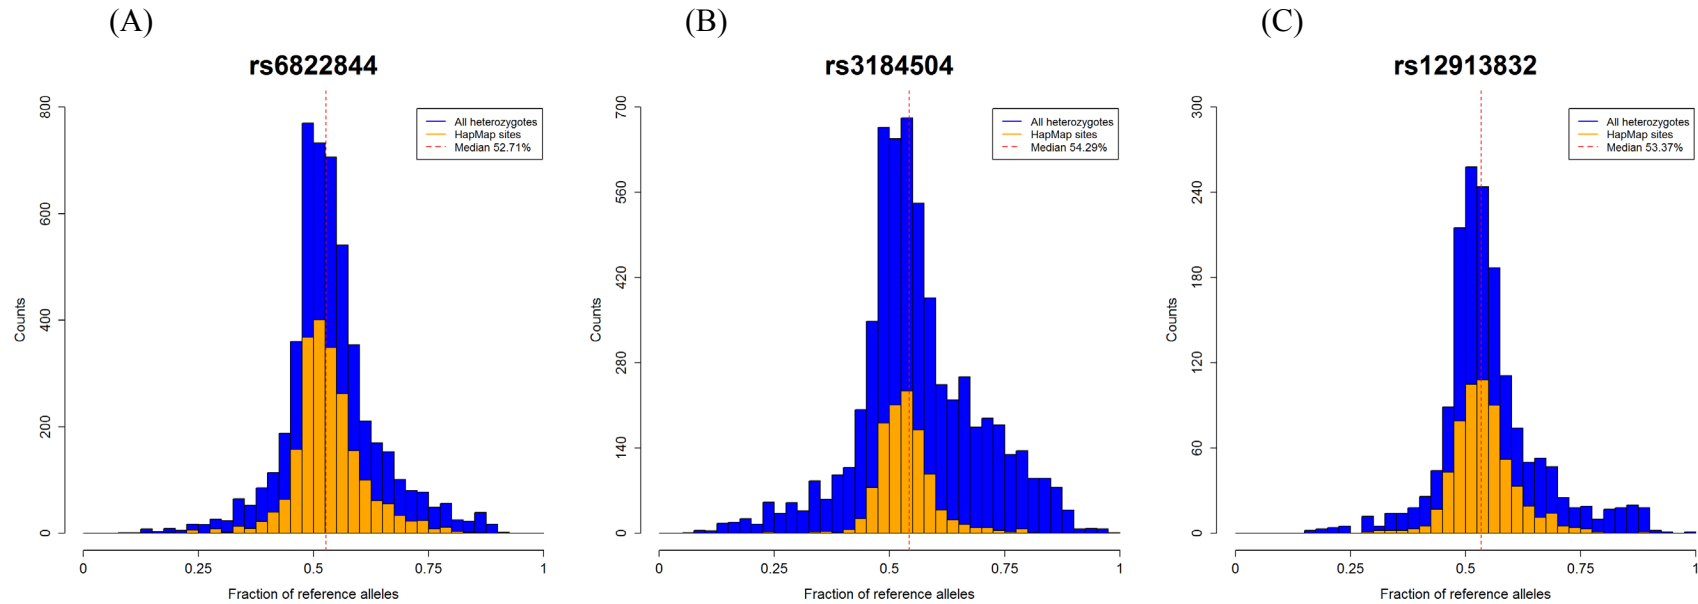 (A)
rs6822844
All heterozygotes
HapMap sites
Median 52.71%
800
600
400
200
0
Counts
0 0.25 0.5 0.75 1
Fraction of reference alleles
(B)
rs3184504
All heterozygotes
HapMap sites
Median 54.29%
700
560
420
280
140
0
Counts
0 0.25 0.5 0.75 1
Fraction of reference alleles
(C)
rs12913832
All heterozygotes
HapMap sites
Median 53.37%
300
240
180
120
60
0
Counts
0 0.25 0.5 0.75 1
Fraction of reference alleles